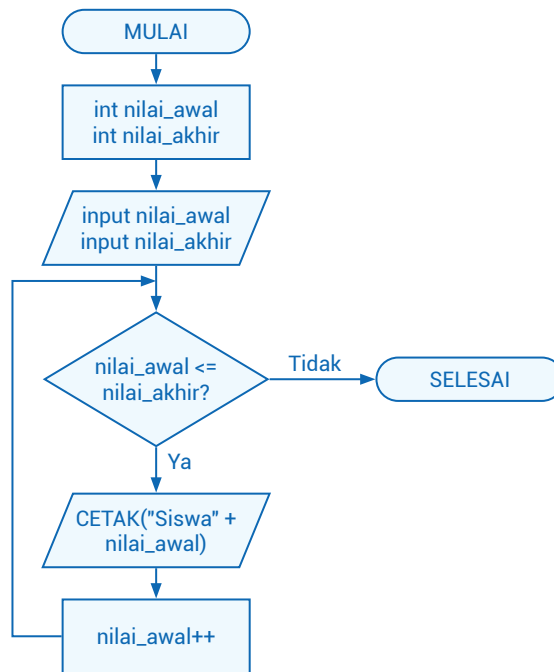 MULAI
int nilai_awal
int nilai_akhir
input nilai_awal
input nilai_akhir
nilai_awal <=
nilai_akhir?
Tidak
SELESAI
Ya
CETAK("Siswa" +
nilai_awal)
nilai_awal++